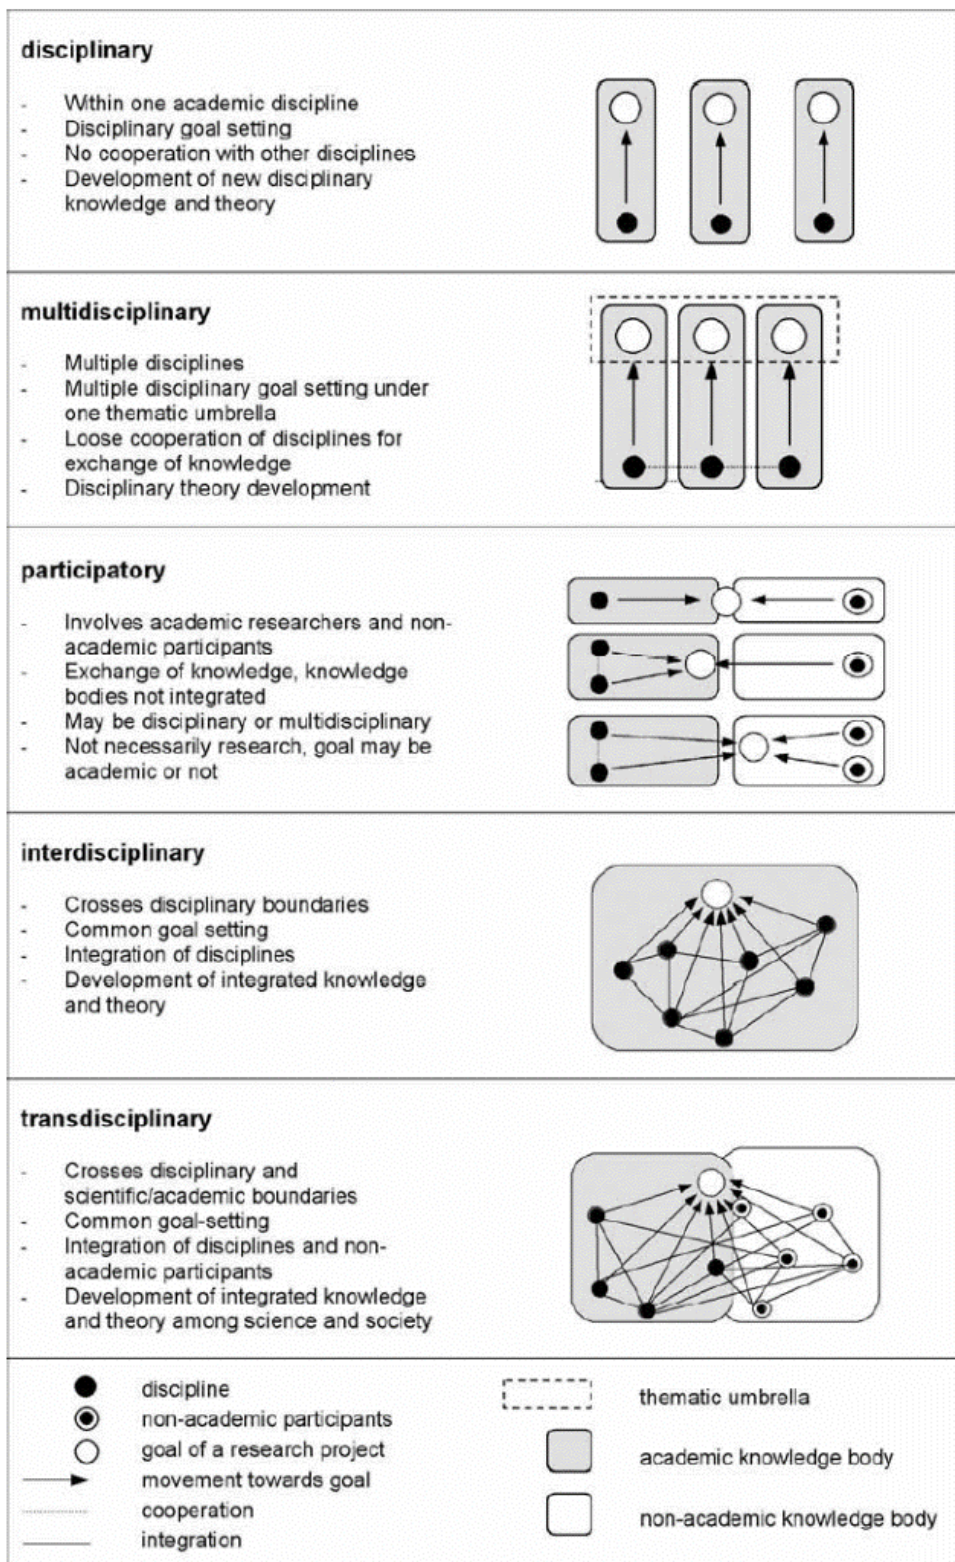 disciplinary
- Within one academic discipline
- Disciplinary goal setting
- No cooperation with other disciplines
- Development of new disciplinary
knowledge and theory
multidisciplinary
- Multiple disciplines
- Multiple disciplinary goal setting under
one thematic umbrella
- Loose cooperation of disciplines for
exchange of knowledge
- Disciplinary theory development
participatory
- Involves academic researchers and non-
academic participants
- Exchange of knowledge, knowledge
bodies not integrated
- May be disciplinary or multidisciplinary
- Not necessarily research, goal may be
academic or not
interdisciplinary
- Crosses disciplinary boundaries
- Common goal setting
- Integration of disciplines
- Development of integrated knowledge
and theory
transdisciplinary
- Crosses disciplinary and
scientific/academic boundaries
- Common goal-setting
- Integration of disciplines and non-
academic participants
- Development of integrated knowledge
and theory among science and society
discipline
non-academic participants
goal of a research project
movement towards goal
cooperation
integration
thematic umbrella
academic knowledge body
non-academic knowledge body